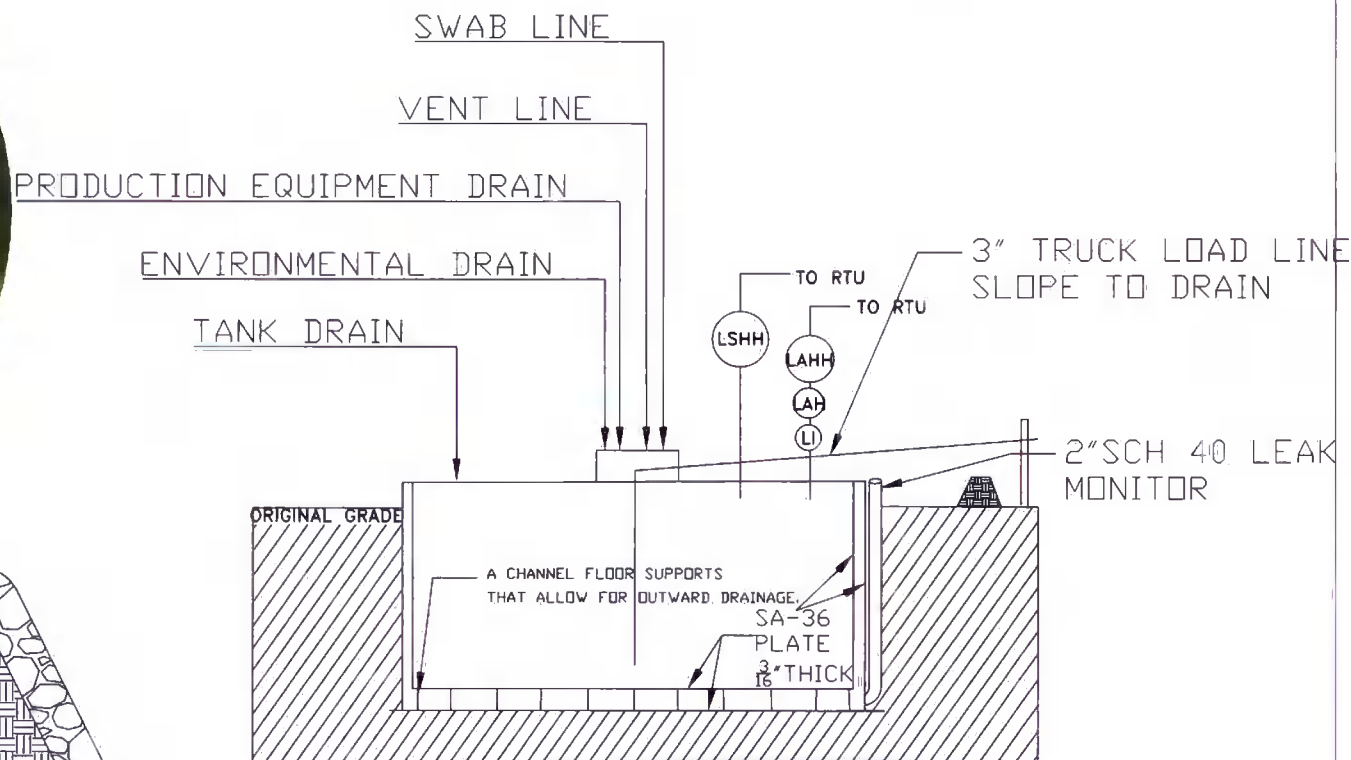 SWAB LINE
VENT LINE
PRODUCTION EQUIPMENT DRAIN
ENVIRONMENTAL DRAIN
TANK DRAIN
TO RTU
TO RTU
3" TRUCK LOAD LINE
SLOPE TO DRAIN
LSHH
LAHH
LAH
LI
2"SCH 40 LEAK
MONITOR
ORIGINAL GRADE
A CHANNEL FLOOR SUPPORTS
THAT ALLOW FOR OUTWARD DRAINAGE.
SA-36
PLATE
3/16"THICK